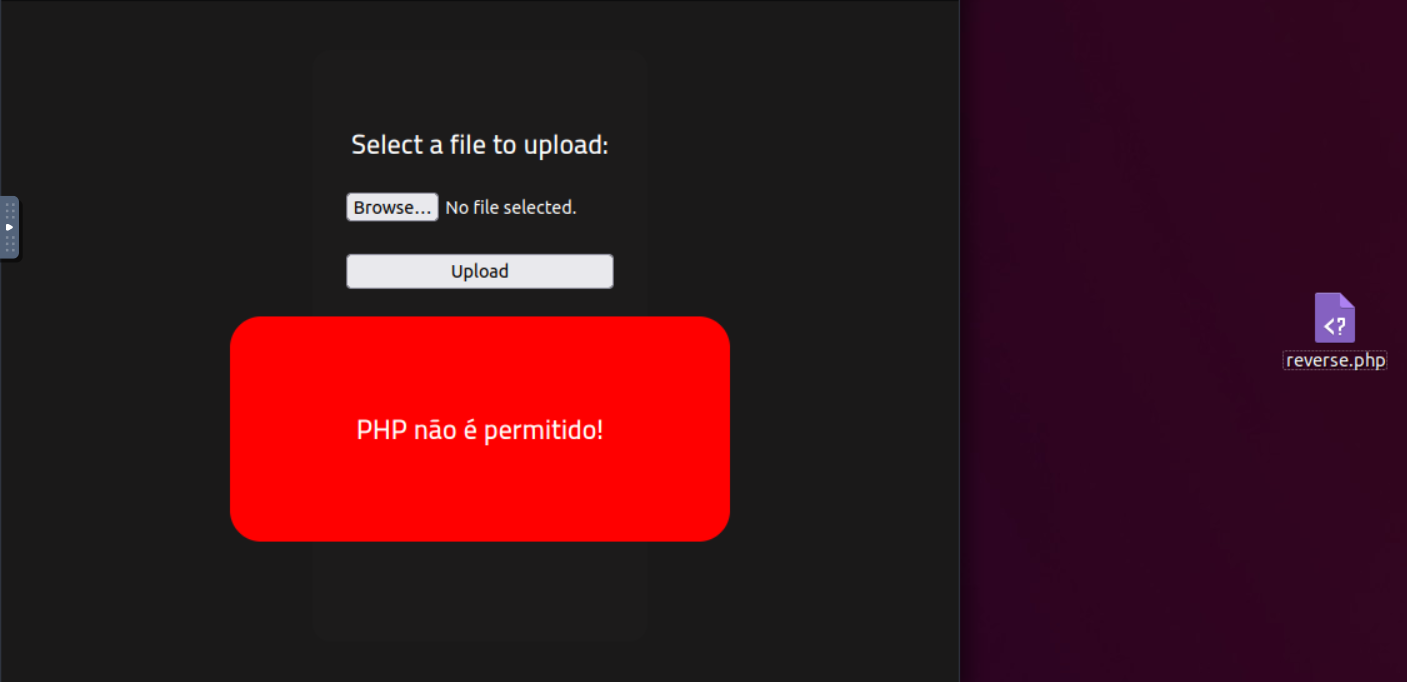 Select a file to upload:
Browse... No file selected.
Upload
PHP não é permitido!
<?
reverse.php